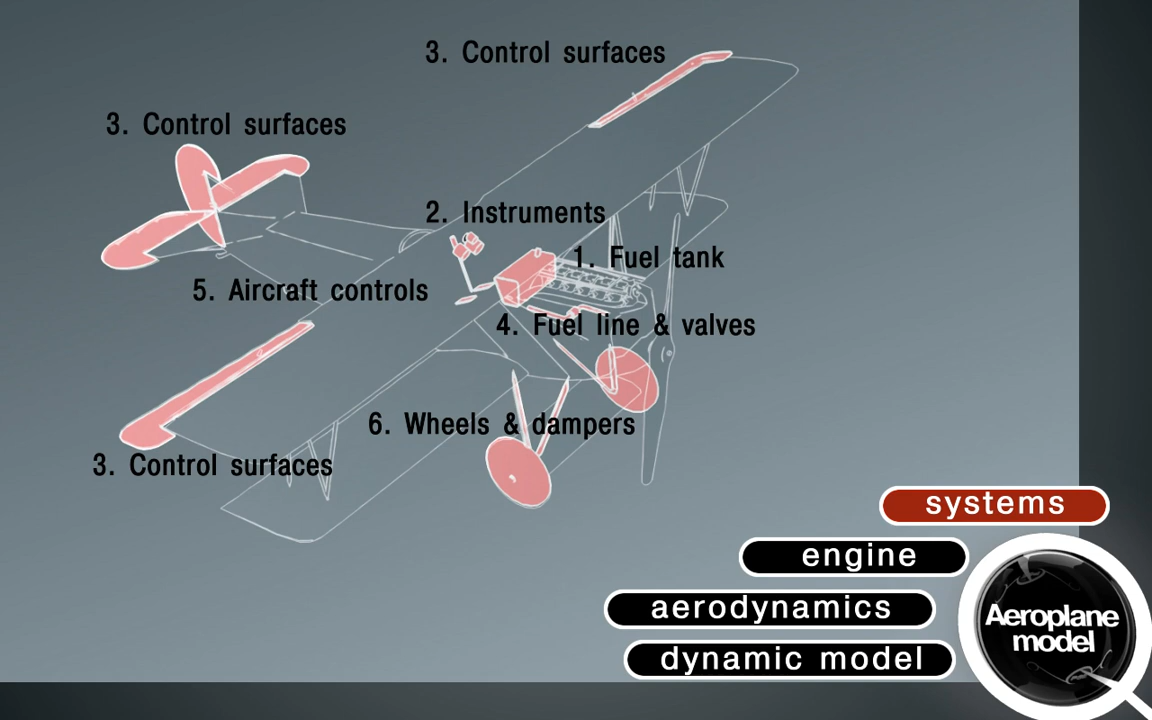 3. Control surfaces
3. Control surfaces
2. Instruments
1. Fuel tank
5. Aircraft controls
4. Fuel line & valves
6. Wheels & dampers
3. Control surfaces
systems
engine
aerodynamics
dynamic model
Aeroplane
model